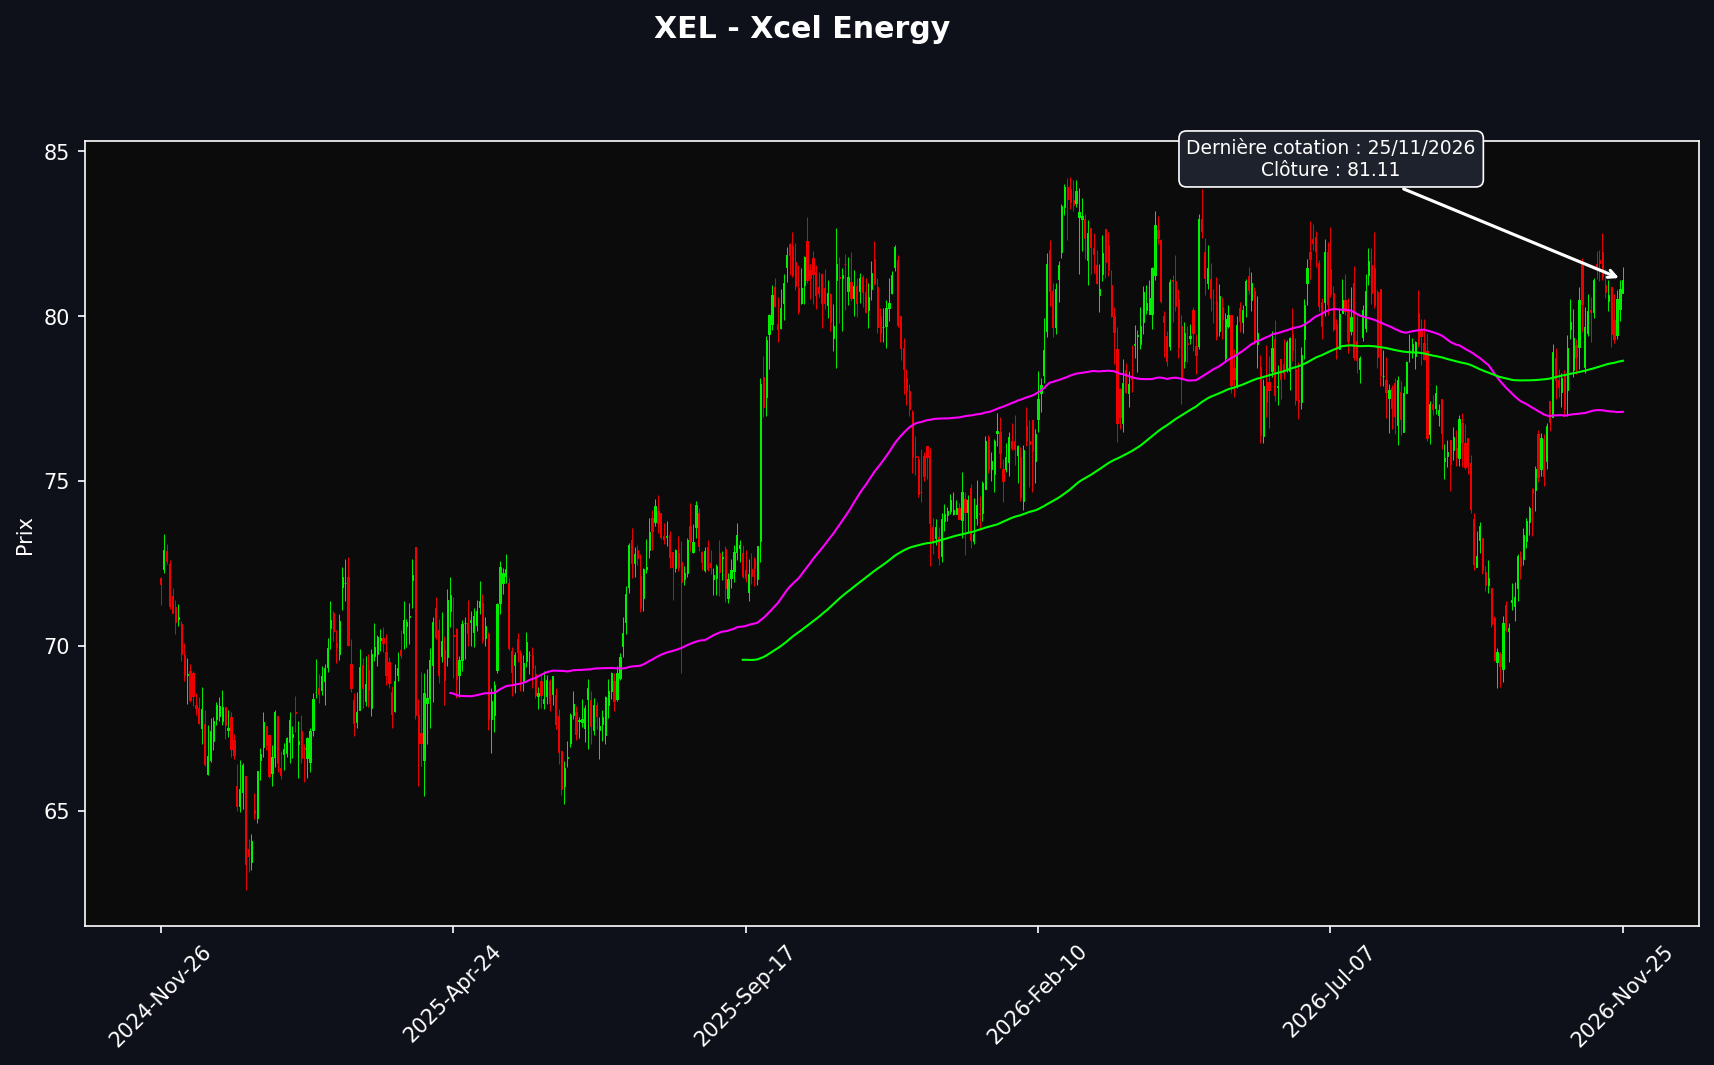 XEL - Xcel Energy
Dernière cotation : 25/11/2026
Clôture : 81.11
85
80
75
70
65
Prix
2024-Nov-26
2025-Apr-24
2025-Sep-17
2026-Feb-10
2026-Jul-07
2026-Nov-25